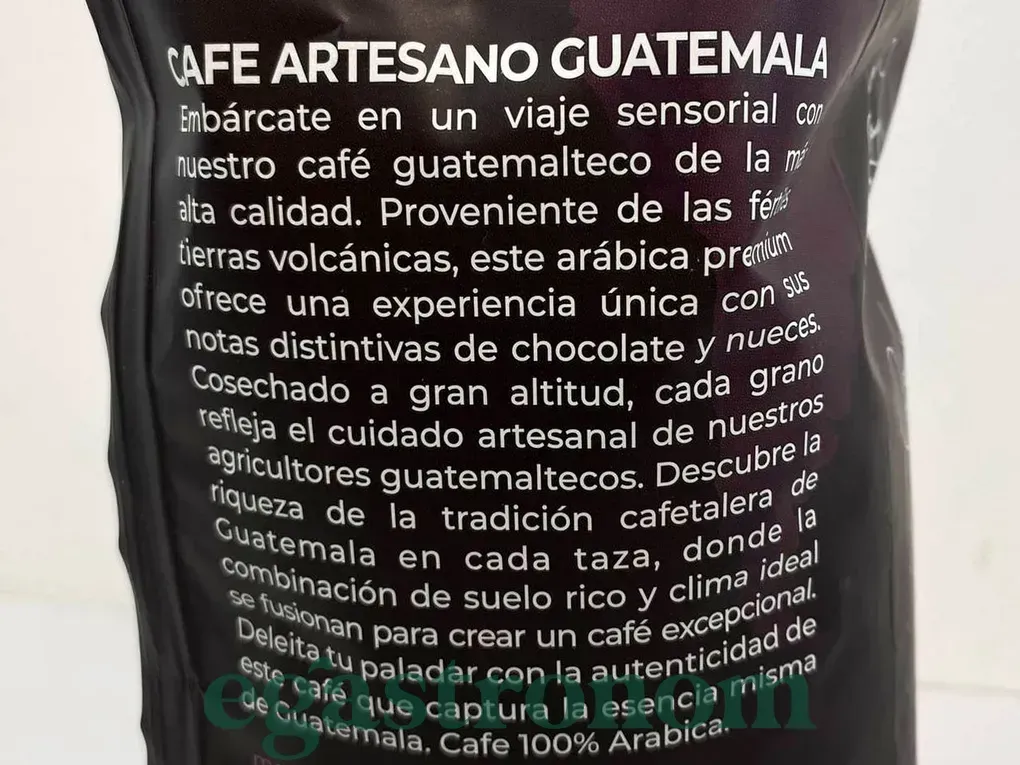 CAFE ARTESANO GUATEMALA
Embárcate en un viaje sensorial con
nuestro café guatemalteco de la más
alta calidad. Proveniente de las fértiles
tierras volcánicas, este arábica premium
ofrece una experiencia única con sus
notas distintivas de chocolate y nueces.
Cosechado a gran altitud, cada grano
refleja el cuidado artesanal de nuestros
agricultores guatemaltecos. Descubre la
riqueza de la tradición cafetalera de
Guatemala en cada taza, donde la
combinación de suelo rico y clima ideal
se fusionan para crear un café excepcional.
Deleita tu paladar con la autenticidad de
este café que captura la esencia misma
de Guatemala. Cafe 100% Arabica.
egastronom